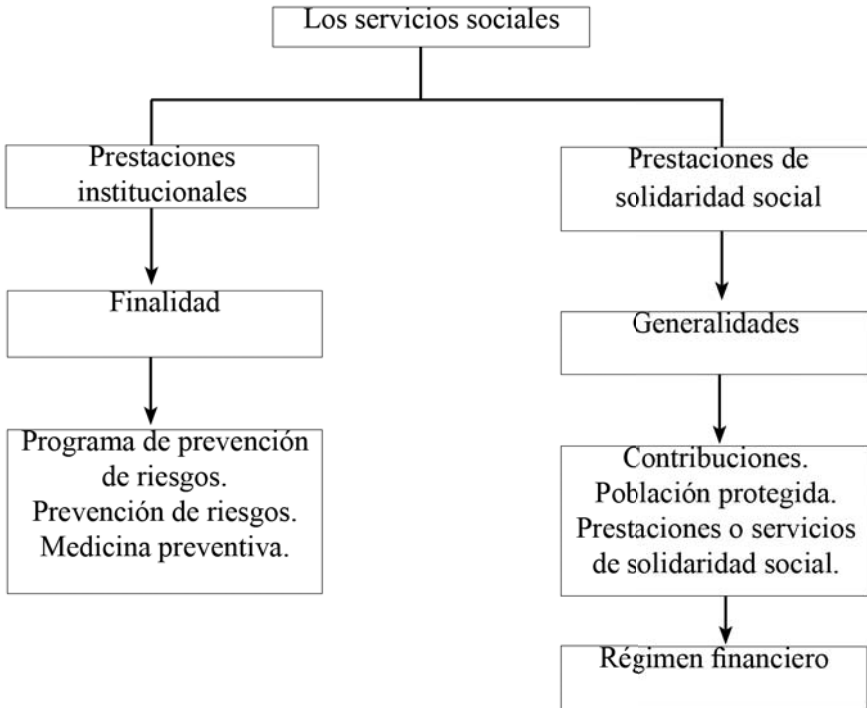 Los servicios sociales
Prestaciones
institucionales
Finalidad
Programa de prevención
de riesgos.
Prevención de riesgos.
Medicina preventiva.
Prestaciones de
solidaridad social
Generalidades
Contribuciones.
Población protegida.
Prestaciones o servicios
de solidaridad social.
Régimen financiero